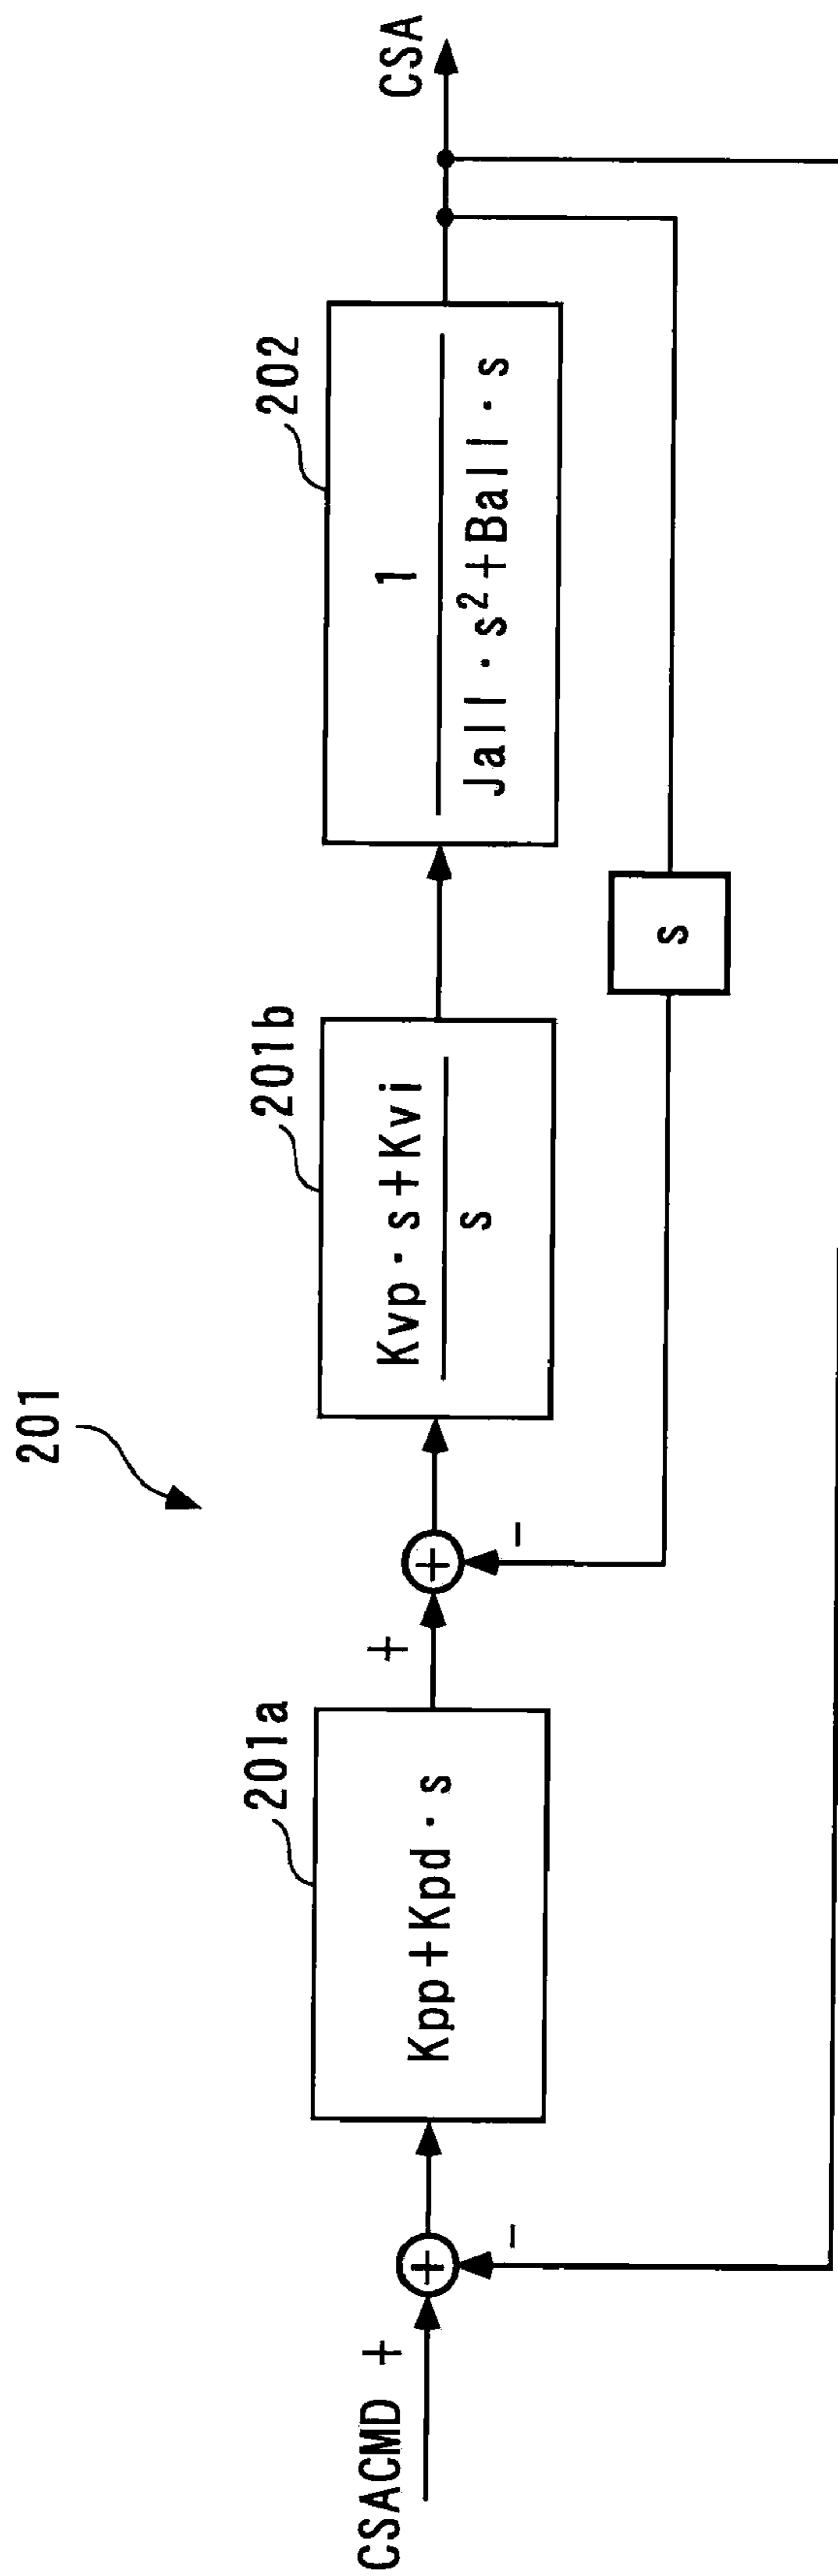 201
CSACMD +
−
201a
Kpp+Kpd・s
+
−
201b
Kvp・s+Kvi
s
202
1
Jall・s²+Ball・s
s
CSA
+
+